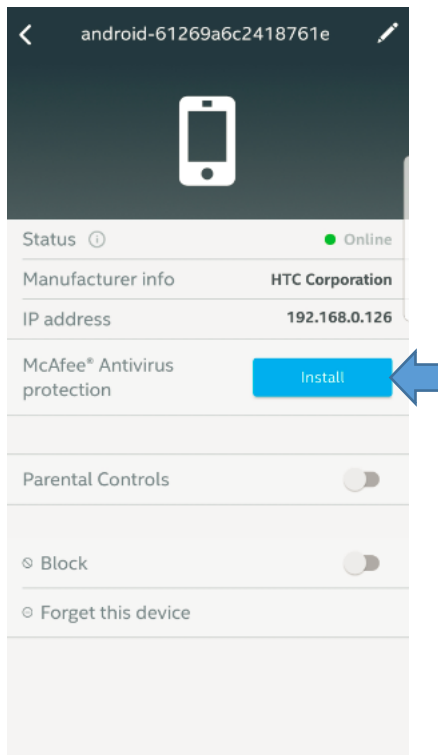 android-61269a6c2418761e
Status
Online
Manufacturer info
HTC Corporation
IP address
192.168.0.126
McAfee® Antivirus
protection
Install
Parental Controls
Block
Forget this device